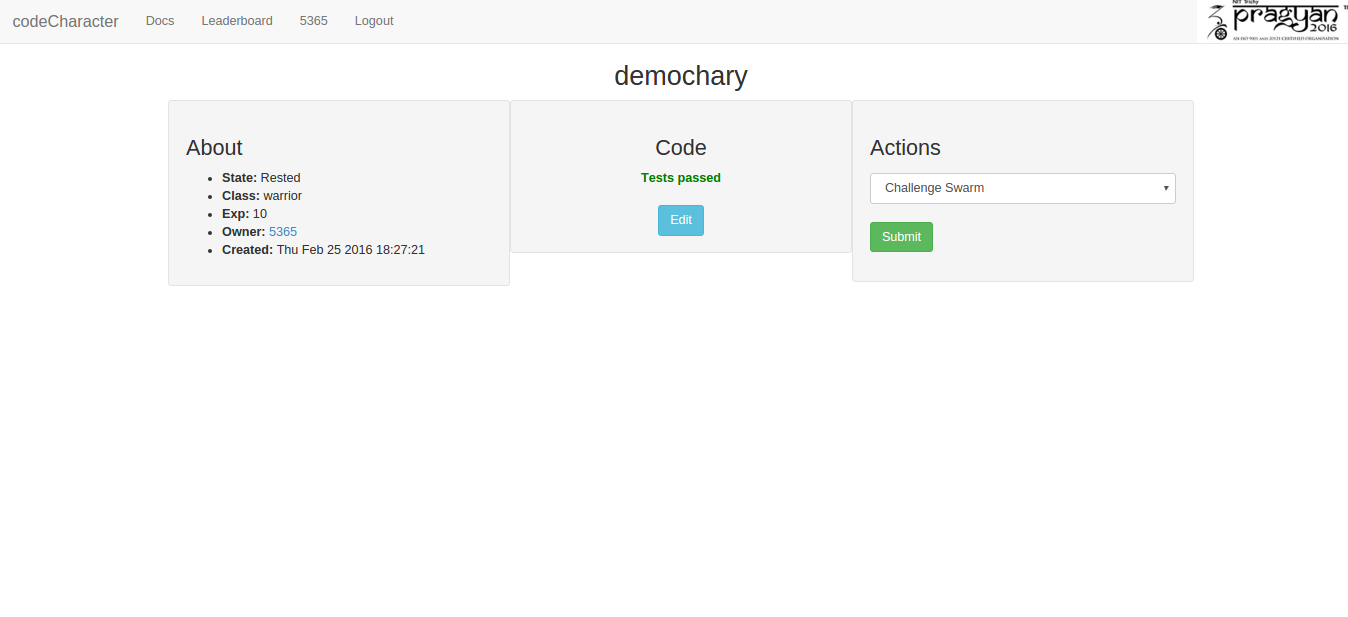 codeCharacter Docs Leaderboard 5365 Logout
NIT Trichy
pragyan
2016
AN ISO 9001 AND 20121 CERTIFIED ORGANISATION
demochary
About
State: Rested
Class: warrior
Exp: 10
Owner: 5365
Created: Thu Feb 25 2016 18:27:21
Code
Tests passed
Edit
Actions
Challenge Swarm
Submit